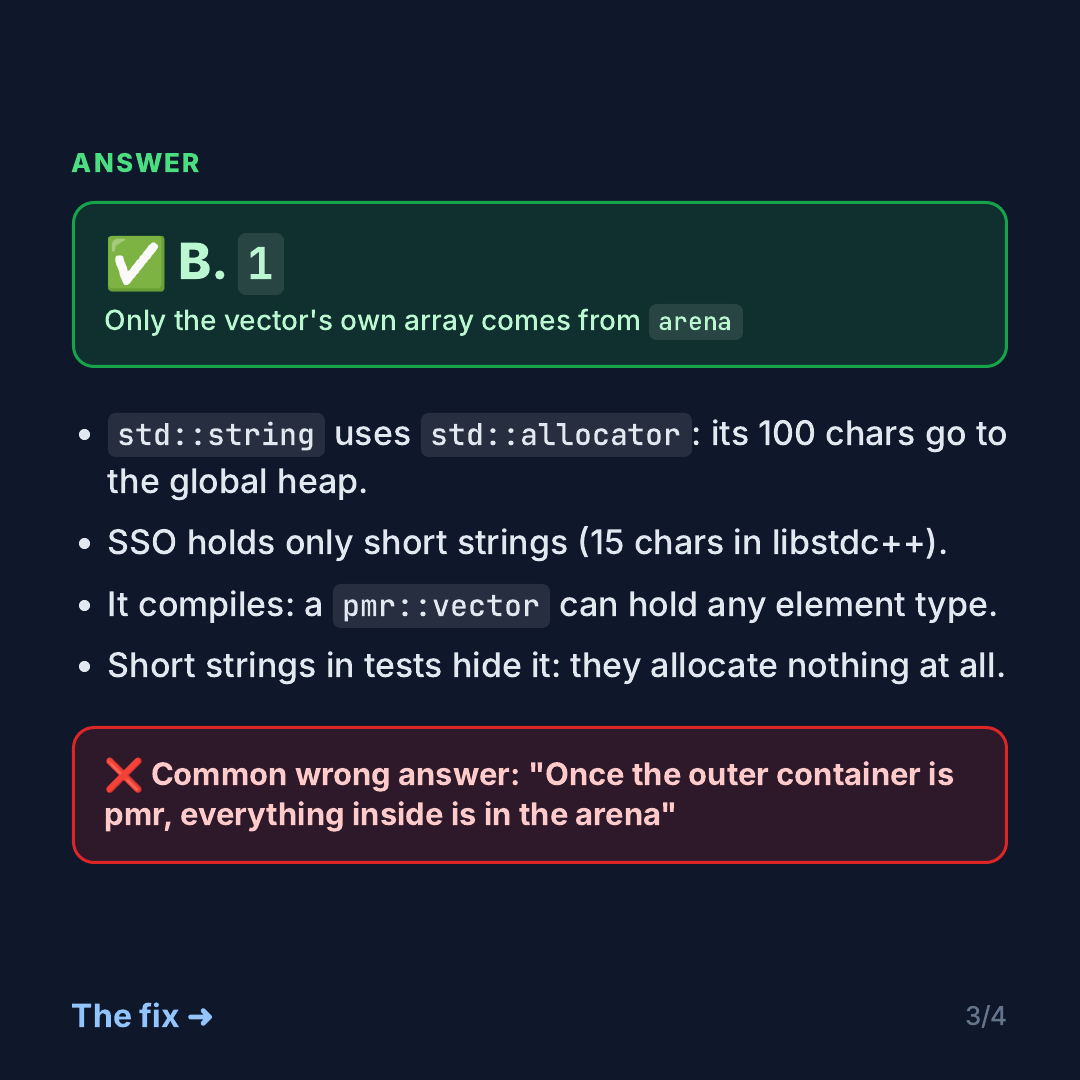 ANSWER
✅ B. 1
Only the vector's own array comes from arena
• std::string uses std::allocator: its 100 chars go to
the global heap.
• SSO holds only short strings (15 chars in libstdc++).
• It compiles: a pmr::vector can hold any element type.
• Short strings in tests hide it: they allocate nothing at all.
❌ Common wrong answer: "Once the outer container is
pmr, everything inside is in the arena"
The fix ➜
3/4